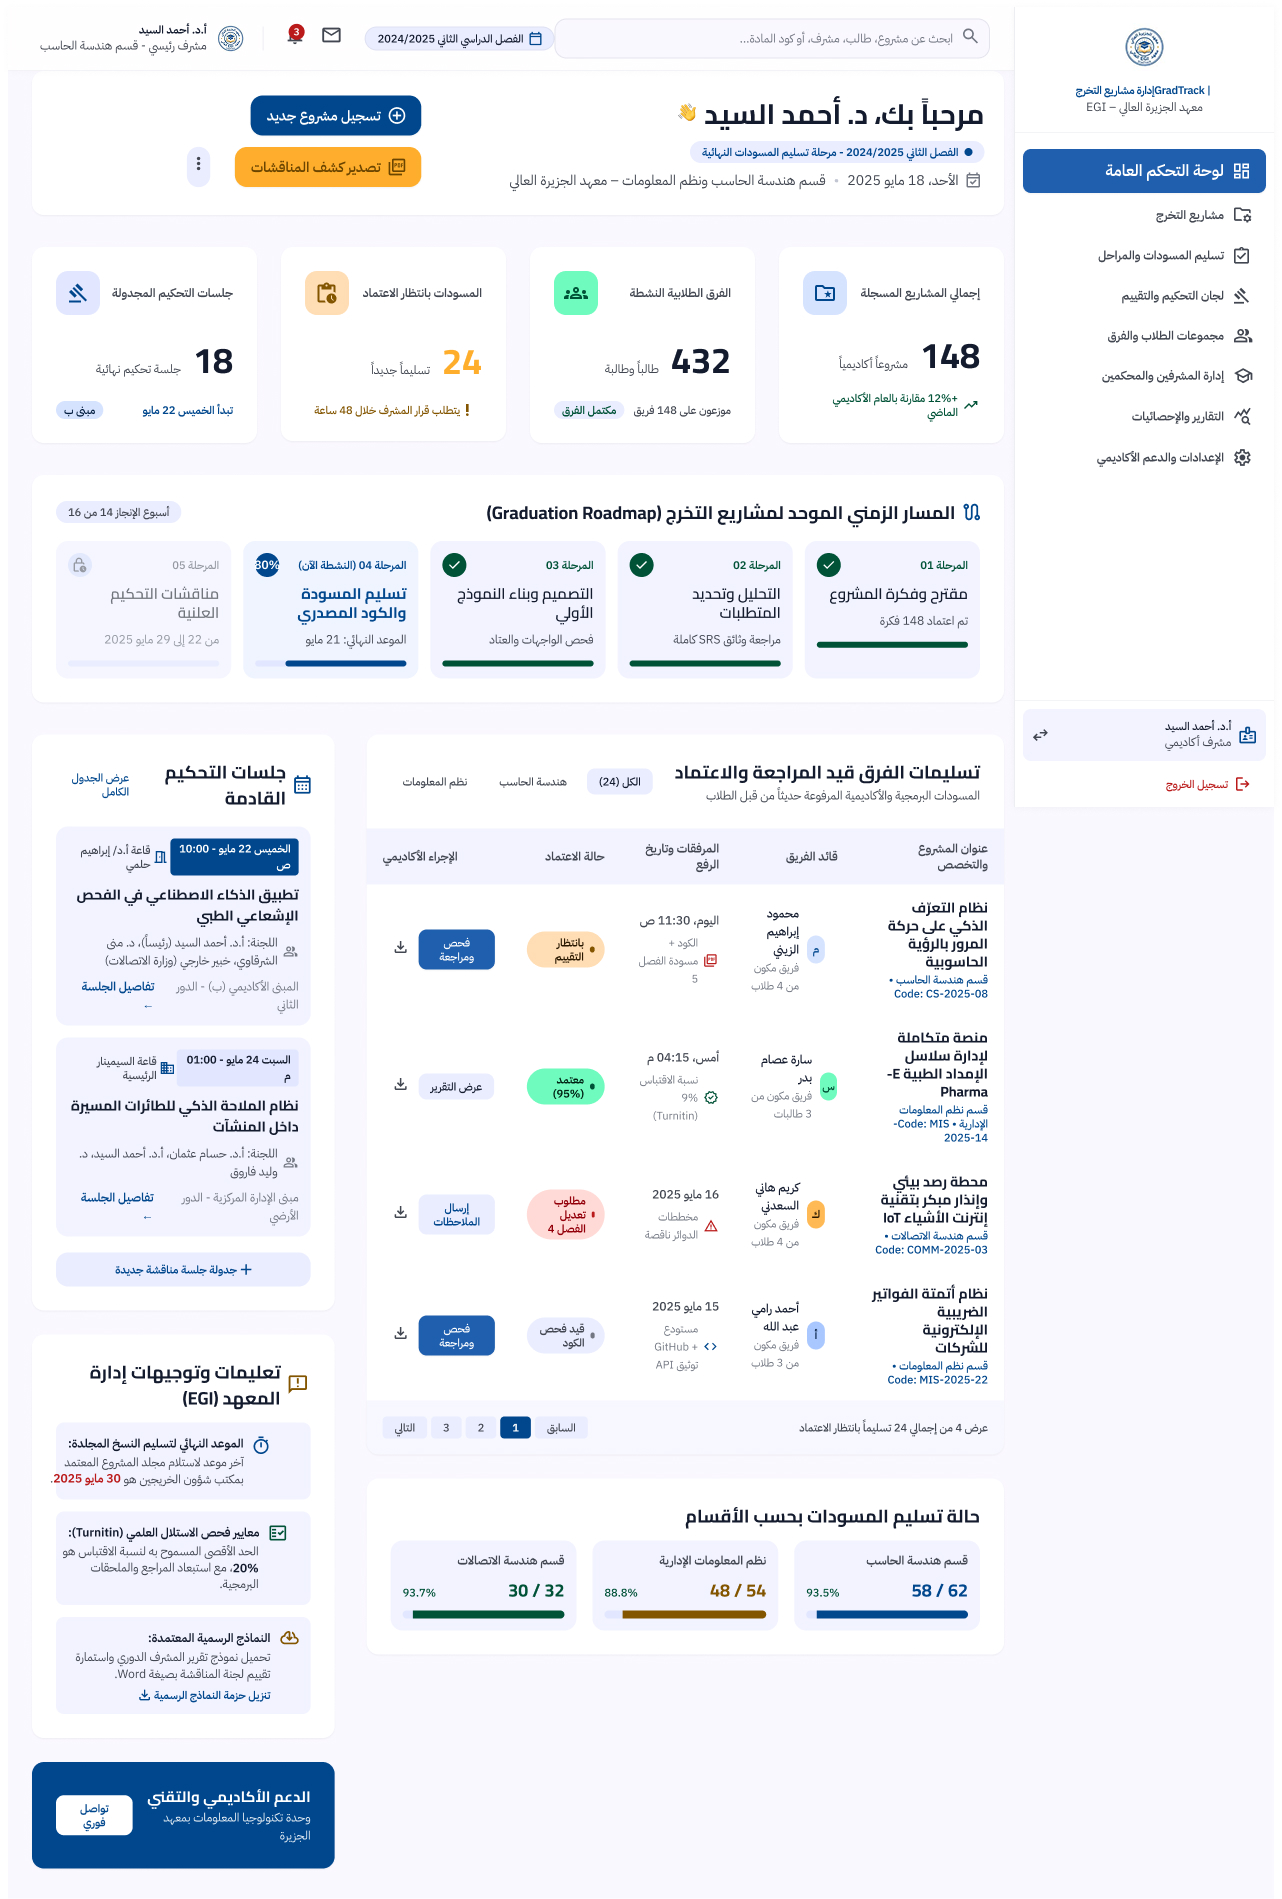 GradTrack | إدارة مشاريع التخرج
معهد الجزيرة العالي – EGI
لوحة التحكم العامة
مشاريع التخرج
تسليم المسودات والمراحل
لجان التحكيم والتقييم
مجموعات الطلاب والفرق
إدارة المشرفين والمحكمين
التقارير والإحصائيات
الإعدادات والدعم الأكاديمي
أ.د. أحمد السيد
مشرف أكاديمي
تسجيل الخروج
ابحث عن مشروع، طالب، مشرف، أو كود المادة...
الفصل الدراسي الثاني 2024/2025
3
أ.د. أحمد السيد
مشرف رئيسي - قسم هندسة الحاسب
مرحباً بك، د. أحمد السيد 👋
الفصل الثاني 2024/2025 - مرحلة تسليم المسودات النهائية
الأحد، 18 مايو 2025 • قسم هندسة الحاسب ونظم المعلومات – معهد الجزيرة العالي
تسجيل مشروع جديد
تصدير كشف المناقشات
إجمالي المشاريع المسجلة
148 مشروعاً أكاديمياً
+12% مقارنة بالعام الأكاديمي
الماضي
الفرق الطلابية النشطة
432 طالباً وطالبة
موزعون على 148 فريق
مكتمل الفرق
المسودات بانتظار الاعتماد
24 تسليماً جديداً
يتطلب قرار المشرف خلال 48 ساعة
جلسات التحكيم المجدولة
18 جلسة تحكيم نهائية
تبدأ الخميس 22 مايو
مبنى ب
المسار الزمني الموحد لمشاريع التخرج (Graduation Roadmap)
أسبوع الإنجاز 14 من 16
المرحلة 01
مقترح وفكرة المشروع
تم اعتماد 148 فكرة
المرحلة 02
التحليل وتحديد
المتطلبات
مراجعة وثائق SRS كاملة
المرحلة 03
التصميم وبناء النموذج
الأولي
فحص الواجهات والعتاد
المرحلة 04 (النشطة الآن)
80%
تسليم المسودة
والكود المصدري
الموعد النهائي: 21 مايو
المرحلة 05
مناقشات التحكيم
العلنية
من 22 إلى 29 مايو 2025
تسليمات الفرق قيد المراجعة والاعتماد
المسودات البرمجية والأكاديمية المرفوعة حديثاً من قبل الطلاب
الكل (24)
هندسة الحاسب
نظم المعلومات
عنوان المشروع
والتخصص
قائد الفريق
المرفقات وتاريخ
الرفع
حالة الاعتماد
الإجراء الأكاديمي
نظام التعرّف
الذكي على حركة
المرور بالرؤية
الحاسوبية
قسم هندسة الحاسب •
Code: CS-2025-08
م
محمود
إبراهيم
الزيني
فريق مكون
من 4 طلاب
اليوم، 11:30 ص
الكود +
مسودة الفصل
5
بانتظار
التقييم
فحص
ومراجعة
منصة متكاملة
لإدارة سلاسل
الإمداد الطبية E-
Pharma
قسم نظم المعلومات
الإدارية • Code: MIS-
2025-14
س
سارة عصام
بدر
فريق مكون من
3 طالبات
أمس، 04:15 م
نسبة الاقتباس
9%
(Turnitin)
معتمد
(95%)
عرض التقرير
محطة رصد بيئي
وإنذار مبكر بتقنية
إنترنت الأشياء IoT
قسم هندسة الاتصالات •
Code: COMM-2025-03
ك
كريم هاني
السعدني
فريق مكون
من 4 طلاب
16 مايو 2025
مخططات
الدوائر ناقصة
مطلوب
تعديل
الفصل 4
إرسال
الملاحظات
نظام أتمتة الفواتير
الضريبية
الإلكترونية
للشركات
قسم نظم المعلومات •
Code: MIS-2025-22
أ
أحمد رامي
عبد الله
فريق مكون
من 3 طلاب
15 مايو 2025
مستودع
GitHub +
توثيق API
قيد فحص
الكود
فحص
ومراجعة
عرض 4 من إجمالي 24 تسليماً بانتظار الاعتماد
السابق
1
2
3
التالي
حالة تسليم المسودات بحسب الأقسام
قسم هندسة الحاسب
58 / 62
93.5%
نظم المعلومات الإدارية
48 / 54
88.8%
قسم هندسة الاتصالات
30 / 32
93.7%
جلسات التحكيم
القادمة
عرض الجدول
الكامل
الخميس 22 مايو - 10:00
ص
قاعة أ.د/ إبراهيم
حلمي
تطبيق الذكاء الاصطناعي في الفحص
الإشعاعي الطبي
اللجنة: أ.د. أحمد السيد (رئيساً)، د. منى
الشرقاوي، خبير خارجي (وزارة الاتصالات)
المبنى الأكاديمي (ب) - الدور
الثاني
تفاصيل الجلسة
←
السبت 24 مايو - 01:00
م
قاعة السيمينار
الرئيسية
نظام الملاحة الذكي للطائرات المسيرة
داخل المنشآت
اللجنة: أ.د. حسام عثمان، أ.د. أحمد السيد، د.
وليد فاروق
مبنى الإدارة المركزية - الدور
الأرضي
تفاصيل الجلسة
←
جدولة جلسة مناقشة جديدة
تعليمات وتوجيهات إدارة
المعهد (EGI)
الموعد النهائي لتسليم النسخ المجلدة:
آخر موعد لاستلام مجلد المشروع المعتمد
بمكتب شؤون الخريجين هو 30 مايو 2025.
معايير فحص الاستلال العلمي (Turnitin):
الحد الأقصى المسموح به لنسبة الاقتباس هو
20%، مع استبعاد المراجع والملحقات
البرمجية.
النماذج الرسمية المعتمدة:
تحميل نموذج تقرير المشرف الدوري واستمارة
تقييم لجنة المناقشة بصيغة Word.
تنزيل حزمة النماذج الرسمية
الدعم الأكاديمي والتقني
وحدة تكنولوجيا المعلومات بمعهد
الجزيرة
تواصل
فوري